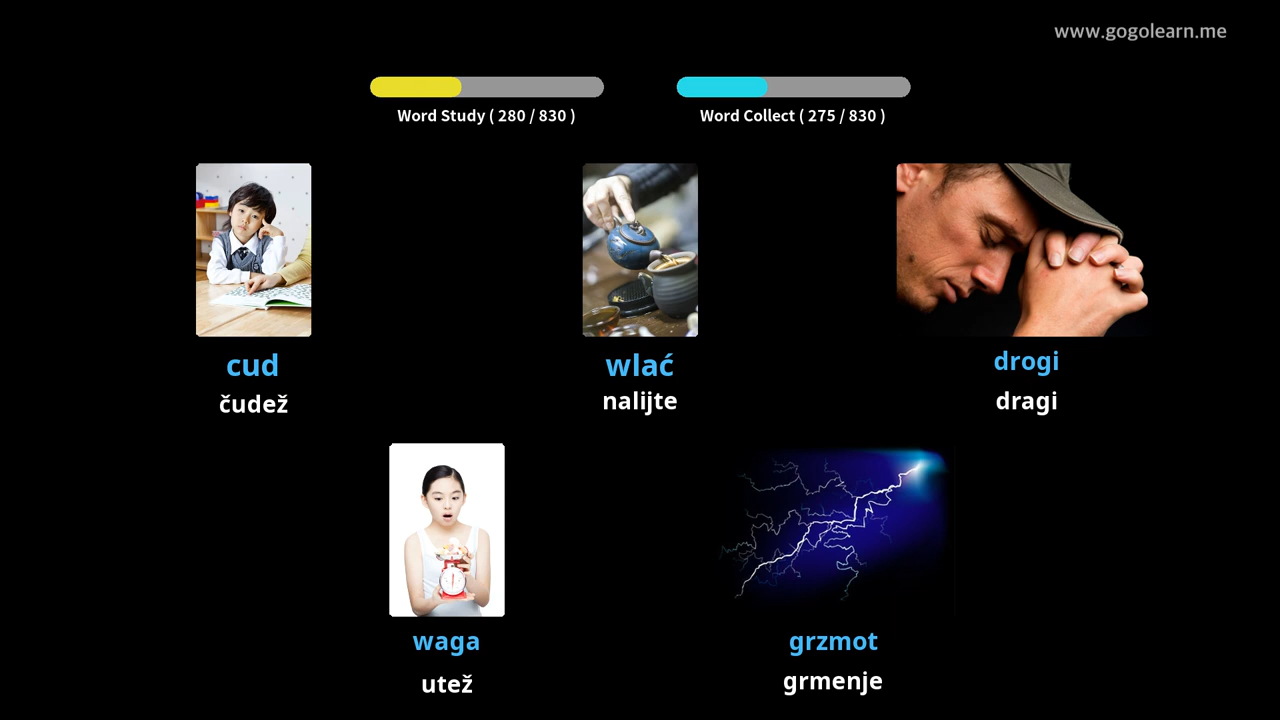 www.gogolearn.me
Word Study ( 280 / 830 )
Word Collect ( 275 / 830 )
cud
čudež
wlać
nalijte
drogi
dragi
waga
utež
grzmot
grmenje